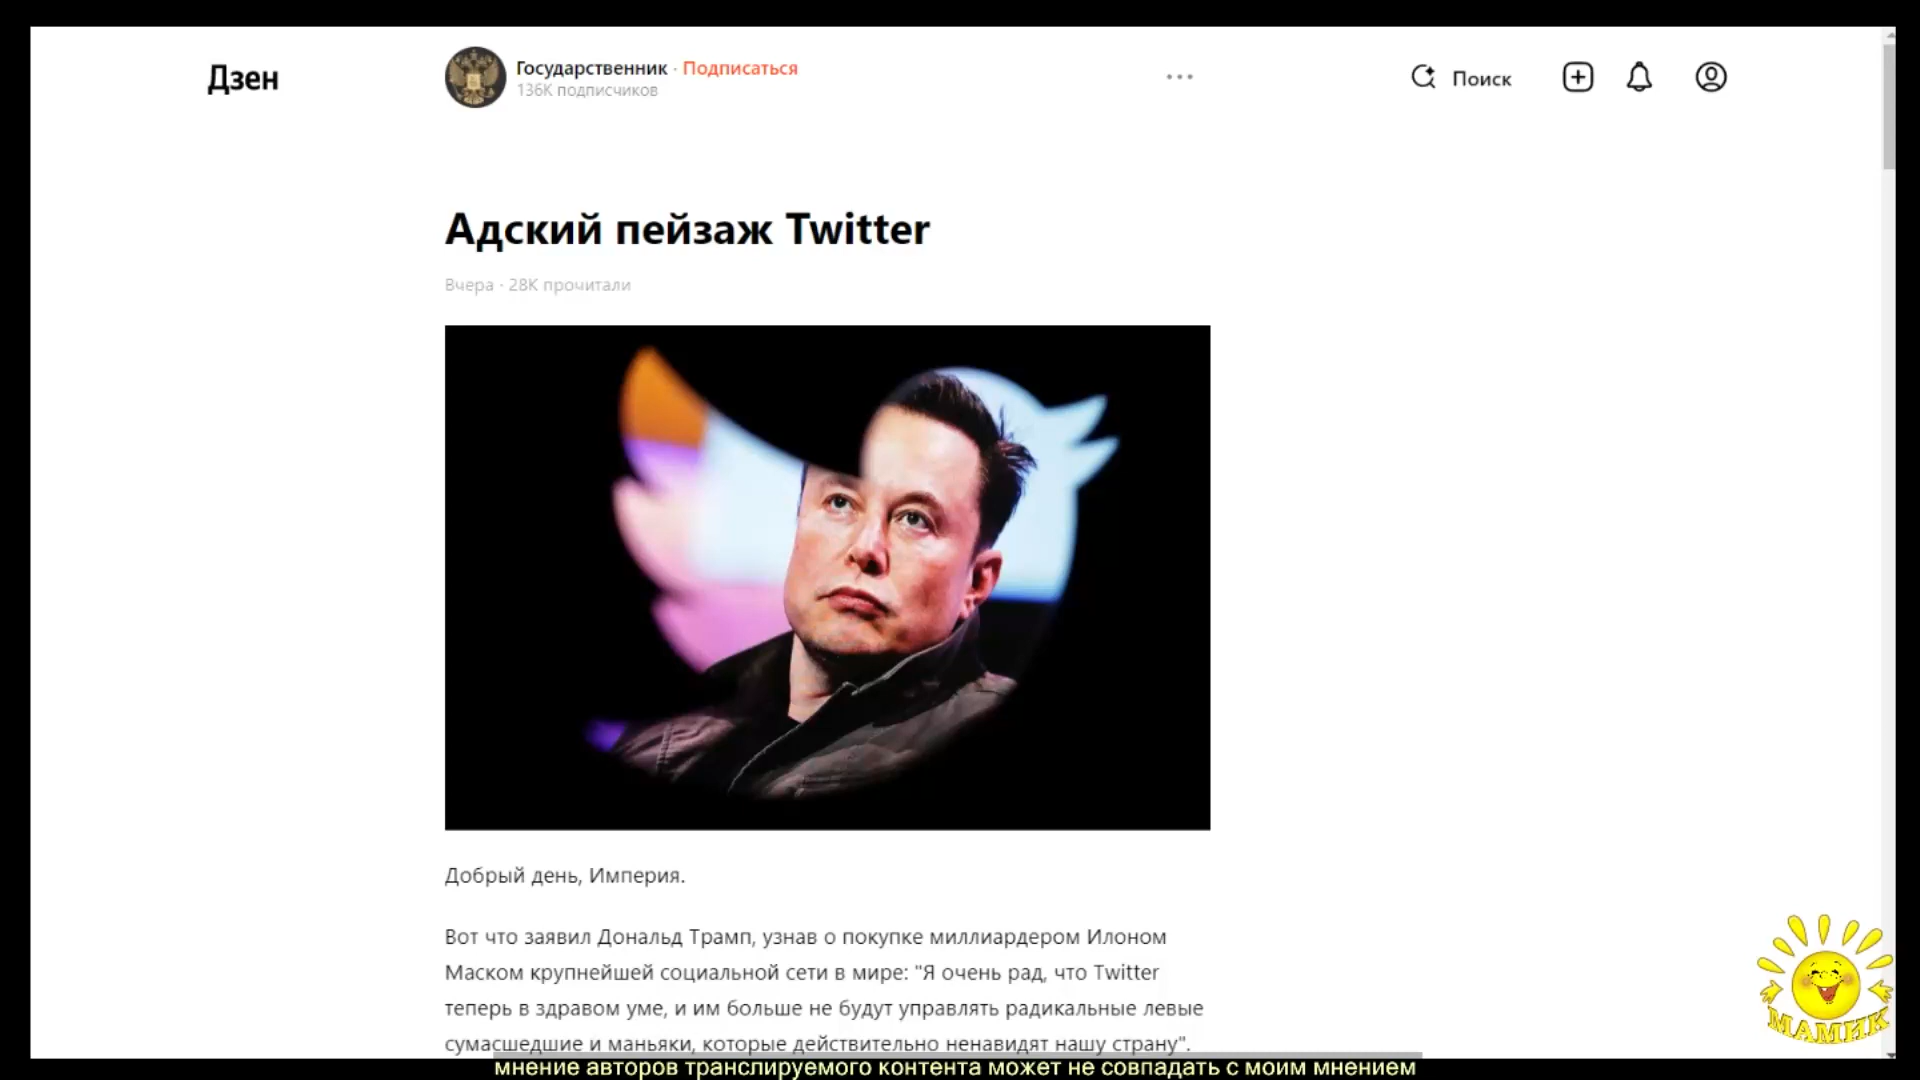 Дзен
Государственник · Подписаться
136K подписчиков
Поиск
Адский пейзаж Twitter
Вчера · 28K прочитали
Добрый день, Империя.
Вот что заявил Дональд Трамп, узнав о покупке миллиардером Илоном
Маском крупнейшей социальной сети в мире: "Я очень рад, что Twitter
теперь в здравом уме, и им больше не будут управлять радикальные левые
сумасшедшие и маньяки, которые действительно ненавидят нашу страну".
МАМИК
мнение авторов транслируемого контента может не совпадать с моим мнением